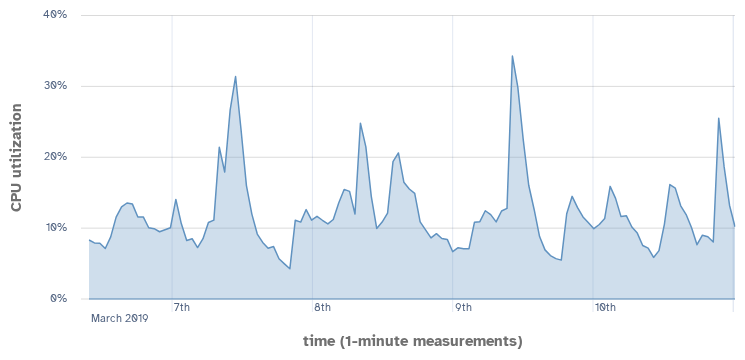 40%
30%
20%
10%
0%
CPU utilization
7th
8th
9th
10th
March 2019
time (1-minute measurements)